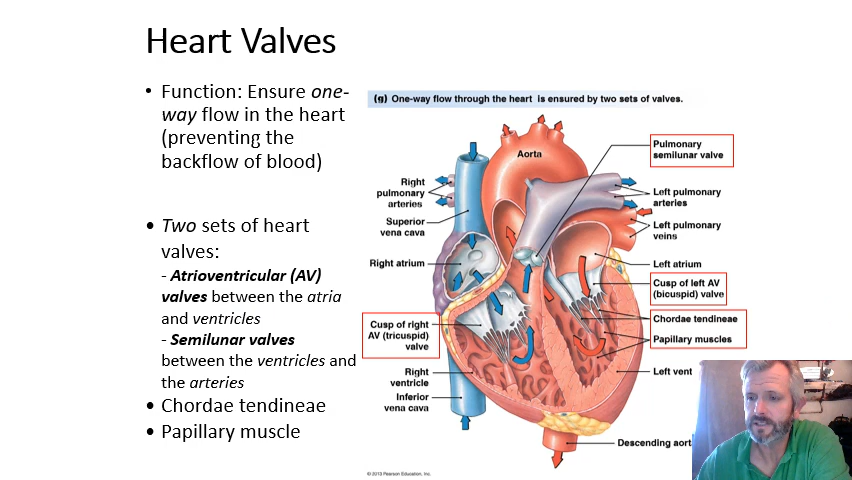 Heart Valves
• Function: Ensure one-
way flow in the heart
(preventing the
backflow of blood)
• Two sets of heart
valves:
- Atrioventricular (AV)
valves between the atria
and ventricles
- Semilunar valves
between the ventricles and
the arteries
• Chordae tendineae
• Papillary muscle
(g) One-way flow through the heart is ensured by two sets of valves.
Aorta
Right
pulmonary
arteries
Superior
vena cava
Right atrium
Cusp of right
AV (tricuspid)
valve
Right
ventricle
Inferior
vena cava
Pulmonary
semilunar valve
Left pulmonary
arteries
Left pulmonary
veins
Left atrium
Cusp of left AV
(bicuspid) valve
Chordae tendineae
Papillary muscles
Left vent
Descending aort
© 2013 Pearson Education, Inc.